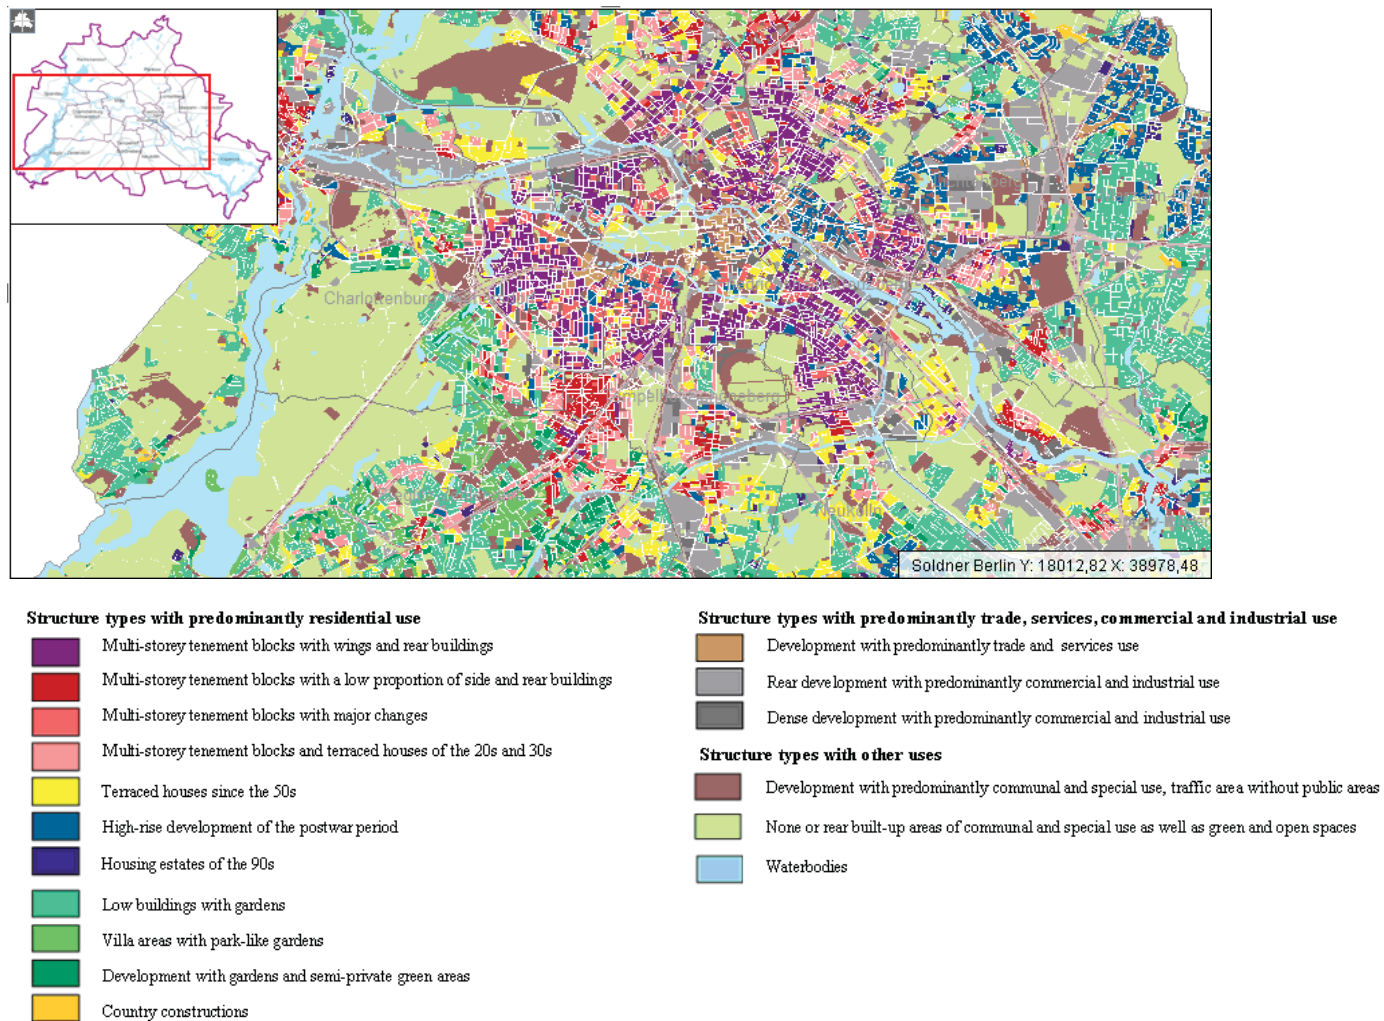 Charlottenburg
Neukölln
Soldner Berlin Y: 18012,82 X: 38978,48
Structure types with predominantly residential use
Multi-storey tenement blocks with wings and rear buildings
Multi-storey tenement blocks with a low proportion of side and rear buildings
Multi-storey tenement blocks with major changes
Multi-storey tenement blocks and terraced houses of the 20s and 30s
Terraced houses since the 50s
High-rise development of the postwar period
Housing estates of the 90s
Low buildings with gardens
Villa areas with park-like gardens
Development with gardens and semi-private green areas
Country constructions
Structure types with predominantly trade, services, commercial and industrial use
Development with predominantly trade and services use
Rear development with predominantly commercial and industrial use
Dense development with predominantly commercial and industrial use
Structure types with other uses
Development with predominantly communal and special use, traffic area without public areas
None or rear built-up areas of communal and special use as well as green and open spaces
Waterbodies